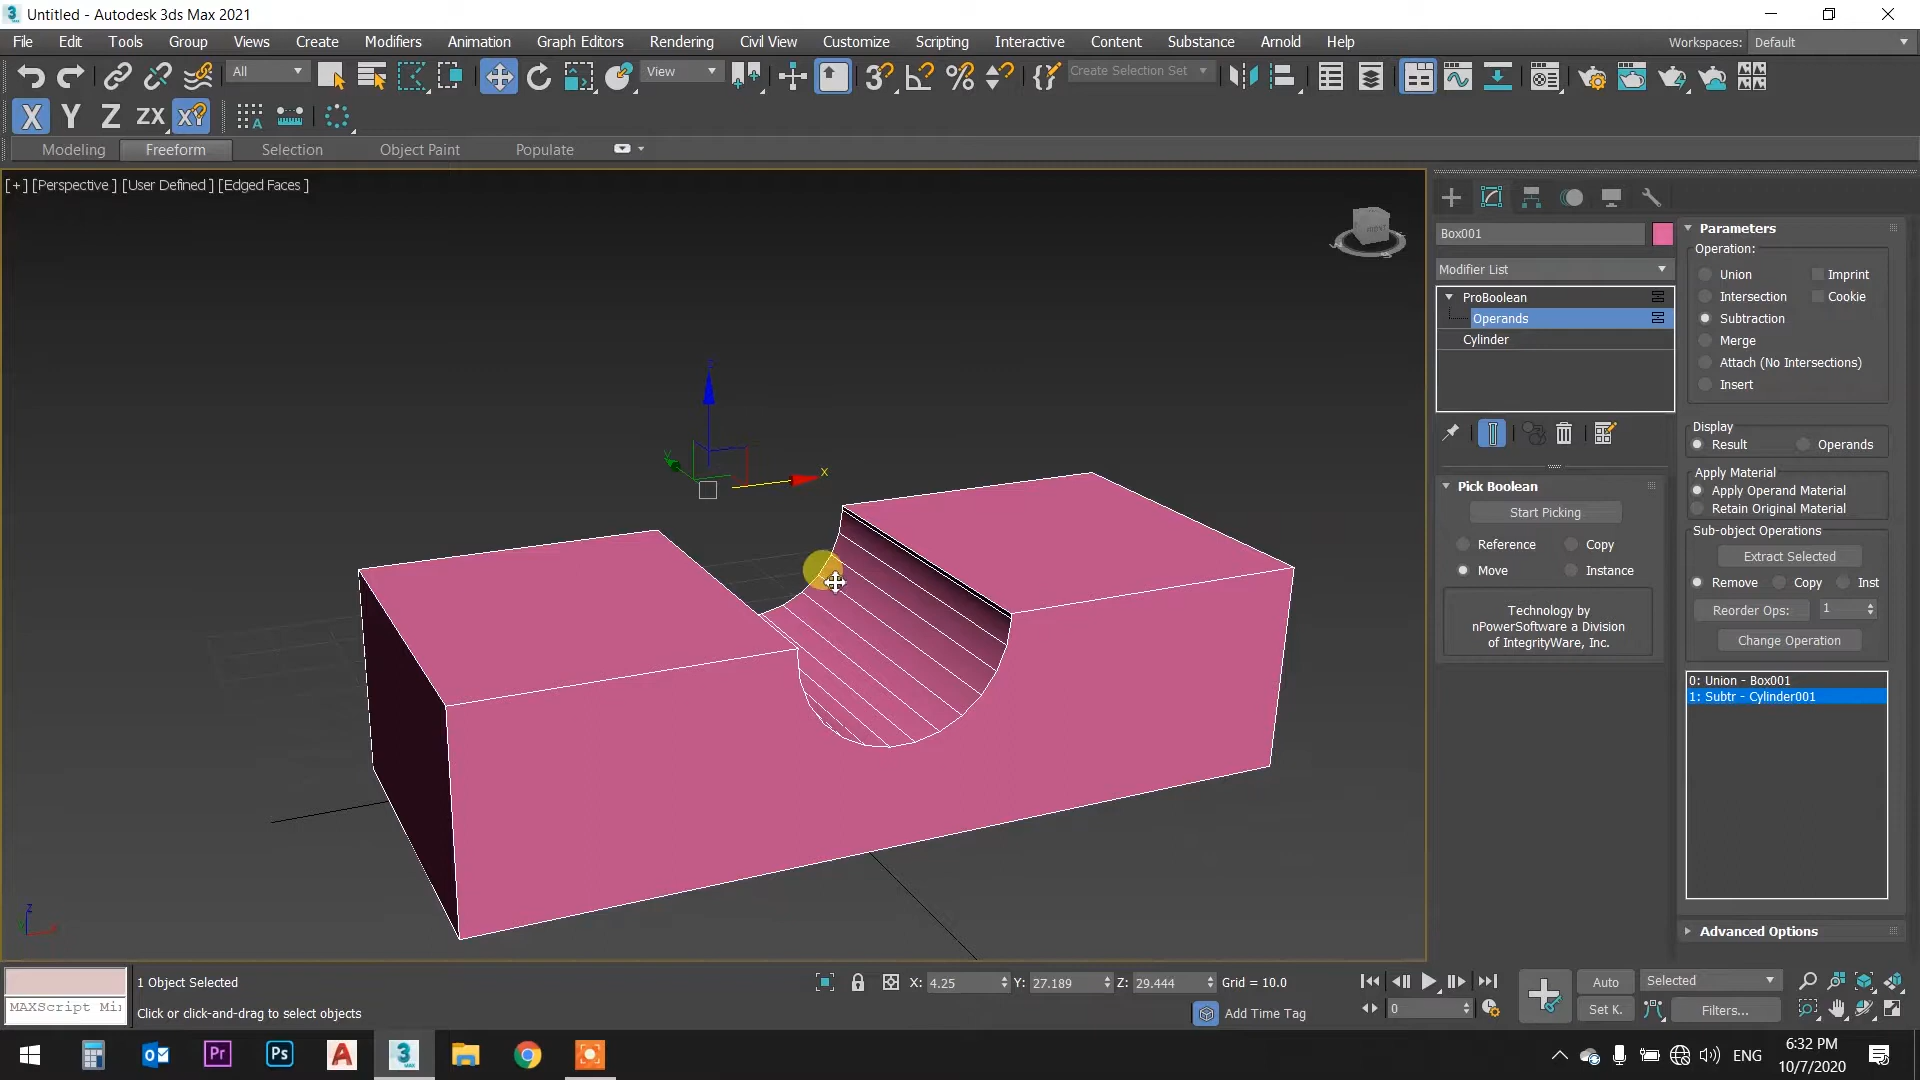 Untitled - Autodesk 3ds Max 2021
File Edit Tools Group Views Create Modifiers Animation Graph Editors Rendering Civil View Customize Scripting Interactive Content Substance Arnold Help Workspaces: Default
All View Create Selection Set
X Y Z ZX XY
Modeling Freeform Selection Object Paint Populate
[+] [Perspective ] [User Defined ] [Edged Faces ]
Box001
Modifier List
ProBoolean
Operands
Cylinder
Pick Boolean
Start Picking
Reference Copy
Move Instance
Technology by
nPowerSoftware a Division
of IntegrityWare, Inc.
Parameters
Operation:
Union Imprint
Intersection Cookie
Subtraction
Merge
Attach (No Intersections)
Insert
Display
Result Operands
Apply Material
Apply Operand Material
Retain Original Material
Sub-object Operations
Extract Selected
Remove Copy Inst
Reorder Ops: 1
Change Operation
0: Union - Box001
1: Subtr - Cylinder001
Advanced Options
x
z
1 Object Selected X: 4.25 Y: 27.189 Z: 29.444 Grid = 10.0 Auto Selected
MAXScript Mi
Click or click-and-drag to select objects Add Time Tag 0 Set K. Filters...
Pr Ps A 3 MAX ENG
6:32 PM
10/7/2020